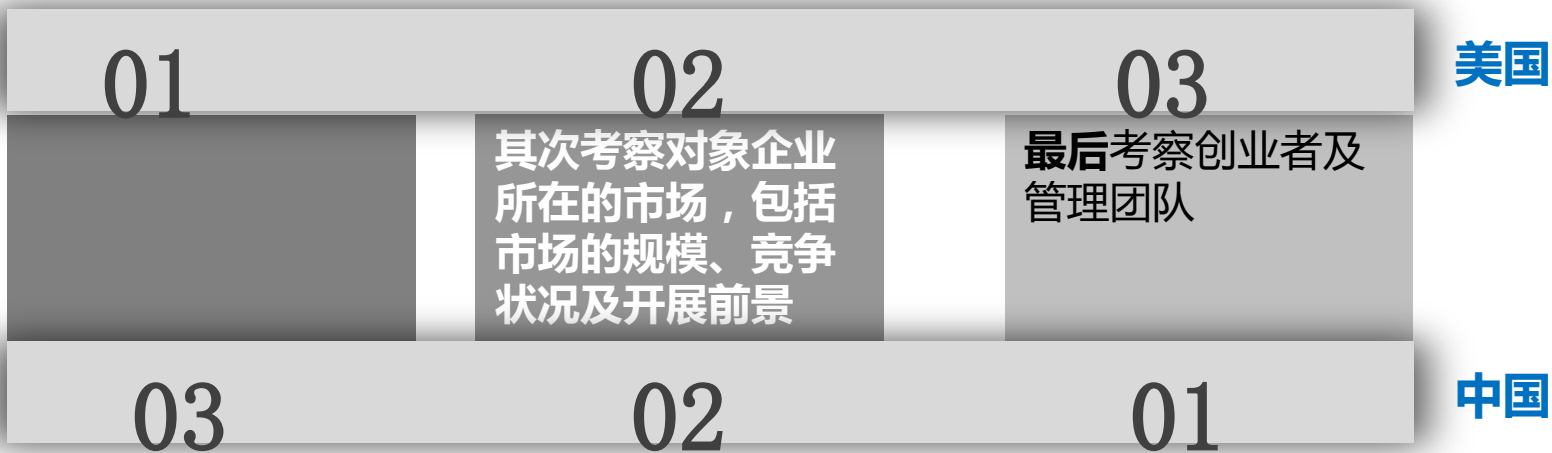 01 02 03 美国
其次考察对象企业
所在的市场，包括
市场的规模、竞争
状况及开展前景
最后考察创业者及
管理团队
03 02 01 中国